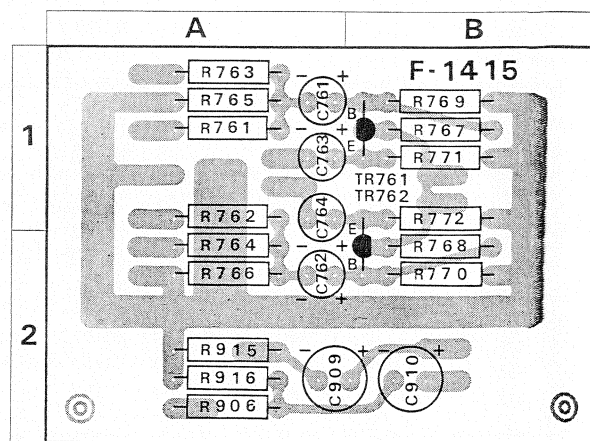 A B
F-1415
1
R763
R765
R761
- +
C761
- +
C763
B
E
R769
R767
R771
TR761
TR762
R762
R764
R766
C764
- +
C762
- +
E
B
R772
R768
R770
2
R915
R916
R906
- +
C909
- +
C910